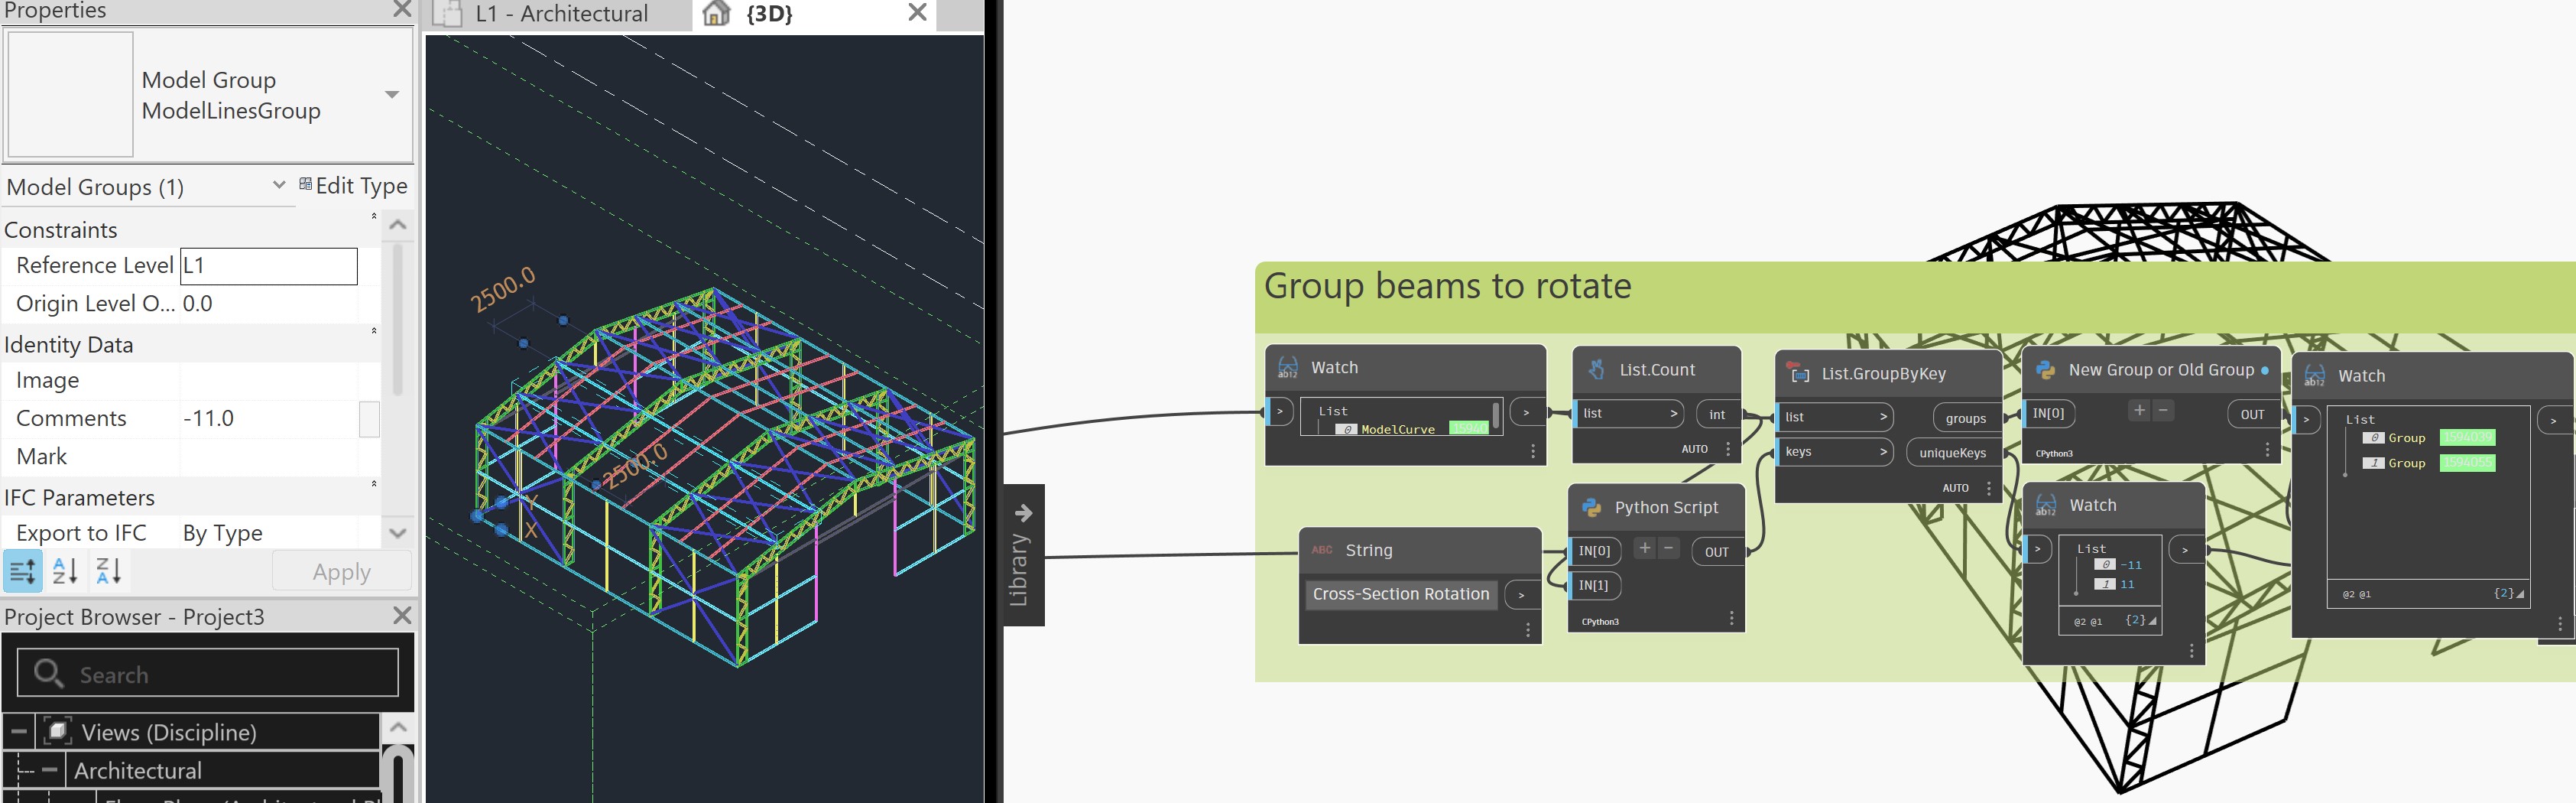 Properties
Model Group
ModelLinesGroup
Model Groups (1)
Edit Type
Constraints
Reference Level L1
Origin Level O... 0.0
Identity Data
Image
Comments -11.0
Mark
IFC Parameters
Export to IFC By Type
Apply
Project Browser - Project3
Search
Views (Discipline)
Architectural
L1 - Architectural
{3D}
2500.0
2500.0
Y
X
Library
Group beams to rotate
Watch
>
List
0 ModelCurve 15940
>
List.Count
list >
int
AUTO
List.GroupByKey
list >
groups
keys >
uniqueKeys
AUTO
New Group or Old Group
IN[0]
+ -
OUT
CPython3
Watch
>
List
0 Group 1594039
1 Group 1594055
@2 @1 {2}
>
ABC String
Cross-Section Rotation
>
Python Script
IN[0]
+ -
OUT
IN[1]
CPython3
Watch
>
List
0 -11
1 11
@2 @1 {2}
>